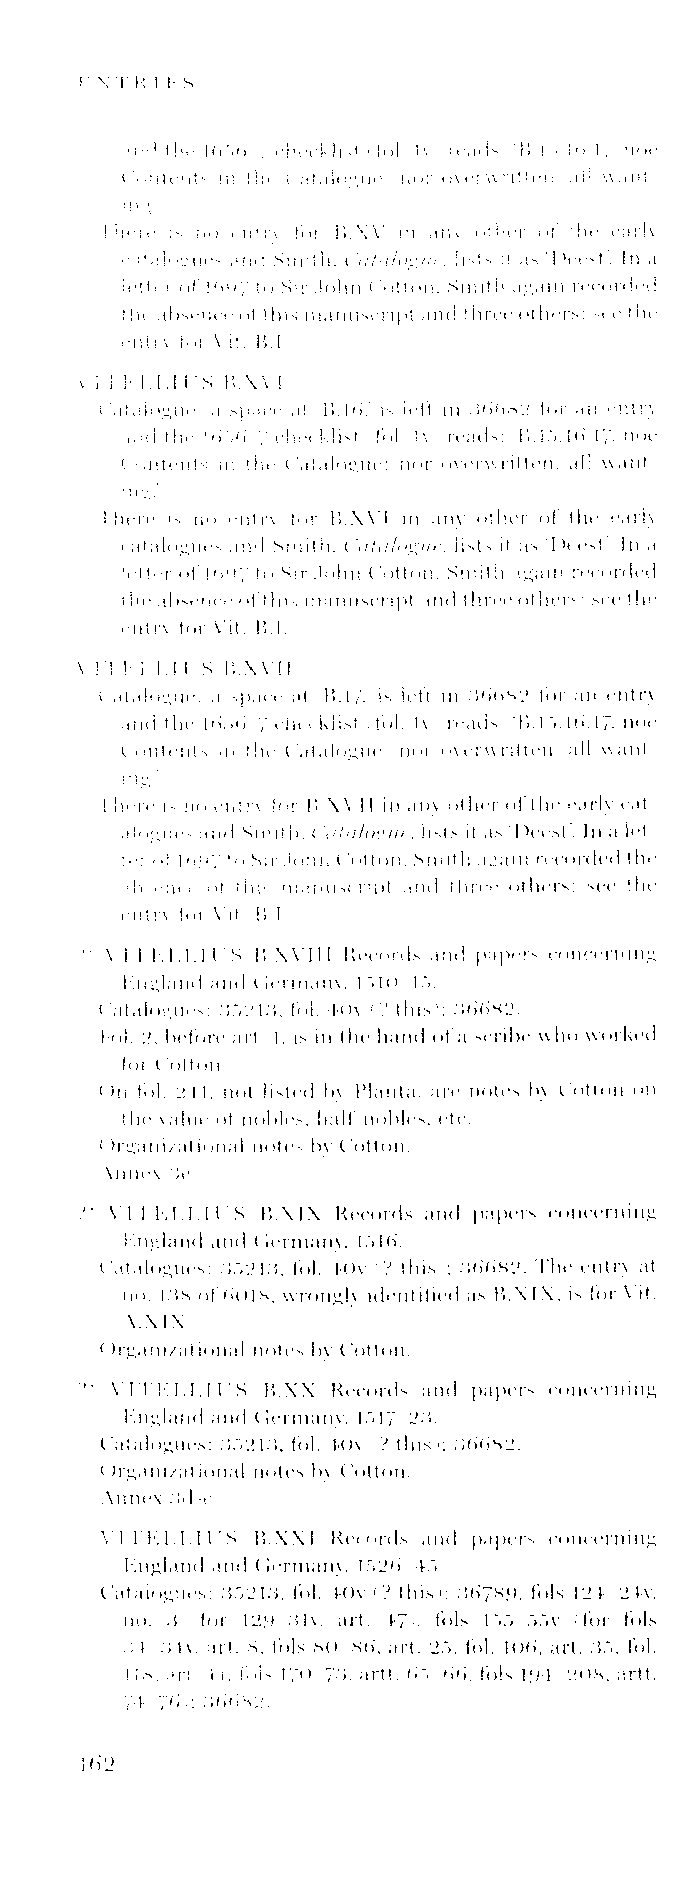 ENTRIES
and the 1656-7 checklist (fol. 1v) reads: 'B.15.16.17, noe
Contents in the Catalogue; nor overwritten, all want-
ing'.
There is no entry for B.XV in any other of the early
catalogues and Smith, Catalogue, lists it as 'Deest'. In a
letter of 1697 to Sir John Cotton, Smith again recorded
the absence of this manuscript and three others: see the
entry for Vit. B.I.
VITELLIUS B.XVI
Catalogue: a space at 'B.16.' is left in 36682 for an entry
and the 1656-7 checklist (fol. 1v) reads: 'B.15.16.17, noe
Contents in the Catalogue; nor overwritten, all want-
ing'.
There is no entry for B.XVI in any other of the early
catalogues and Smith, Catalogue, lists it as 'Deest'. In a
letter of 1697 to Sir John Cotton, Smith again recorded
the absence of this manuscript and three others: see the
entry for Vit. B.I.
VITELLIUS B.XVII
Catalogue: a space at 'B.17.' is left in 36682 for an entry
and the 1656-7 checklist (fol. 1v) reads: 'B.15.16.17, noe
Contents in the Catalogue; nor overwritten, all want-
ing'.
There is no entry for B.XVII in any other of the early cat-
alogues and Smith, Catalogue, lists it as 'Deest'. In a let-
ter of 1697 to Sir John Cotton, Smith again recorded the
absence of this manuscript and three others: see the
entry for Vit. B.I.
VITELLIUS B.XVIII Records and papers concerning
England and Germany, 1510-15.
Catalogues: 35213, fol. 40v (? this); 36682.
Fol. 2, before art. 1, is in the hand of a scribe who worked
for Cotton.
On fol. 244, not listed by Planta, are notes by Cotton on
the value of nobles, half nobles, etc.
Organizational notes by Cotton.
Annex 3e.
VITELLIUS B.XIX Records and papers concerning
England and Germany, 1516.
Catalogues: 35213, fol. 40v (? this); 36682. The entry at
no. 138 of 6018, wrongly identified as B.XIX, is for Vit.
A.XIX.
Organizational notes by Cotton.
VITELLIUS B.XX Records and papers concerning
England and Germany, 1517-23.
Catalogues: 35213, fol. 40v (? this); 36682.
Organizational notes by Cotton.
Annex 3d-e.
VITELLIUS B.XXI Records and papers concerning
England and Germany, 1526-45.
Catalogues: 35213, fol. 40v (? this); 36789, fols 124-24v,
no. 3 (for 129-34v, art. 47), fols 155-55v (for fols
34-34v, art. 8, fols 80-86, art. 25, fol. 106, art. 35, fol.
118, art. fols 170-73, artt. 65-66, fols 194-208, artt.
74-76); 36682.
162